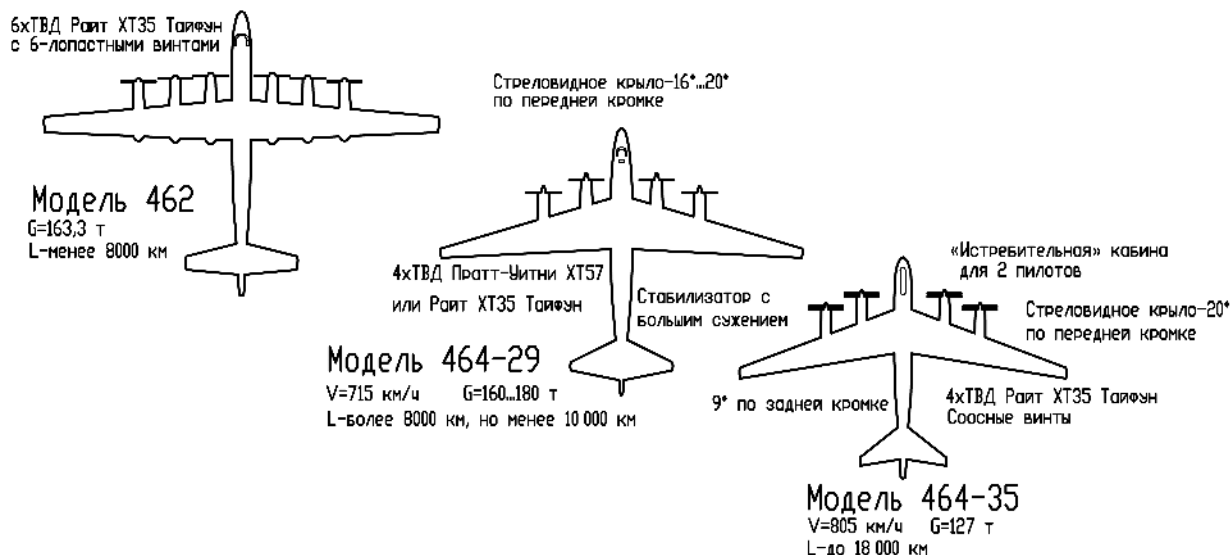 6хТВД Райт ХТ35 Тайфун
с 6-лопастными винтами
Модель 462
G=163,3 т
L-менее 8000 км
Стреловидное крыло-16°...20°
по передней кромке
4хТВД Пратт-Уитни ХТ57
или Райт ХТ35 Тайфун
Стабилизатор с
большим сужением
Модель 464-29
V=715 км/ч G=160...180 т
L-более 8000 км, но менее 10 000 км
«Истребительная» кабина
для 2 пилотов
Стреловидное крыло-20°
по передней кромке
9° по задней кромке
4хТВД Райт ХТ35 Тайфун
Соосные винты
Модель 464-35
V=805 км/ч G=127 т
L-до 18 000 км